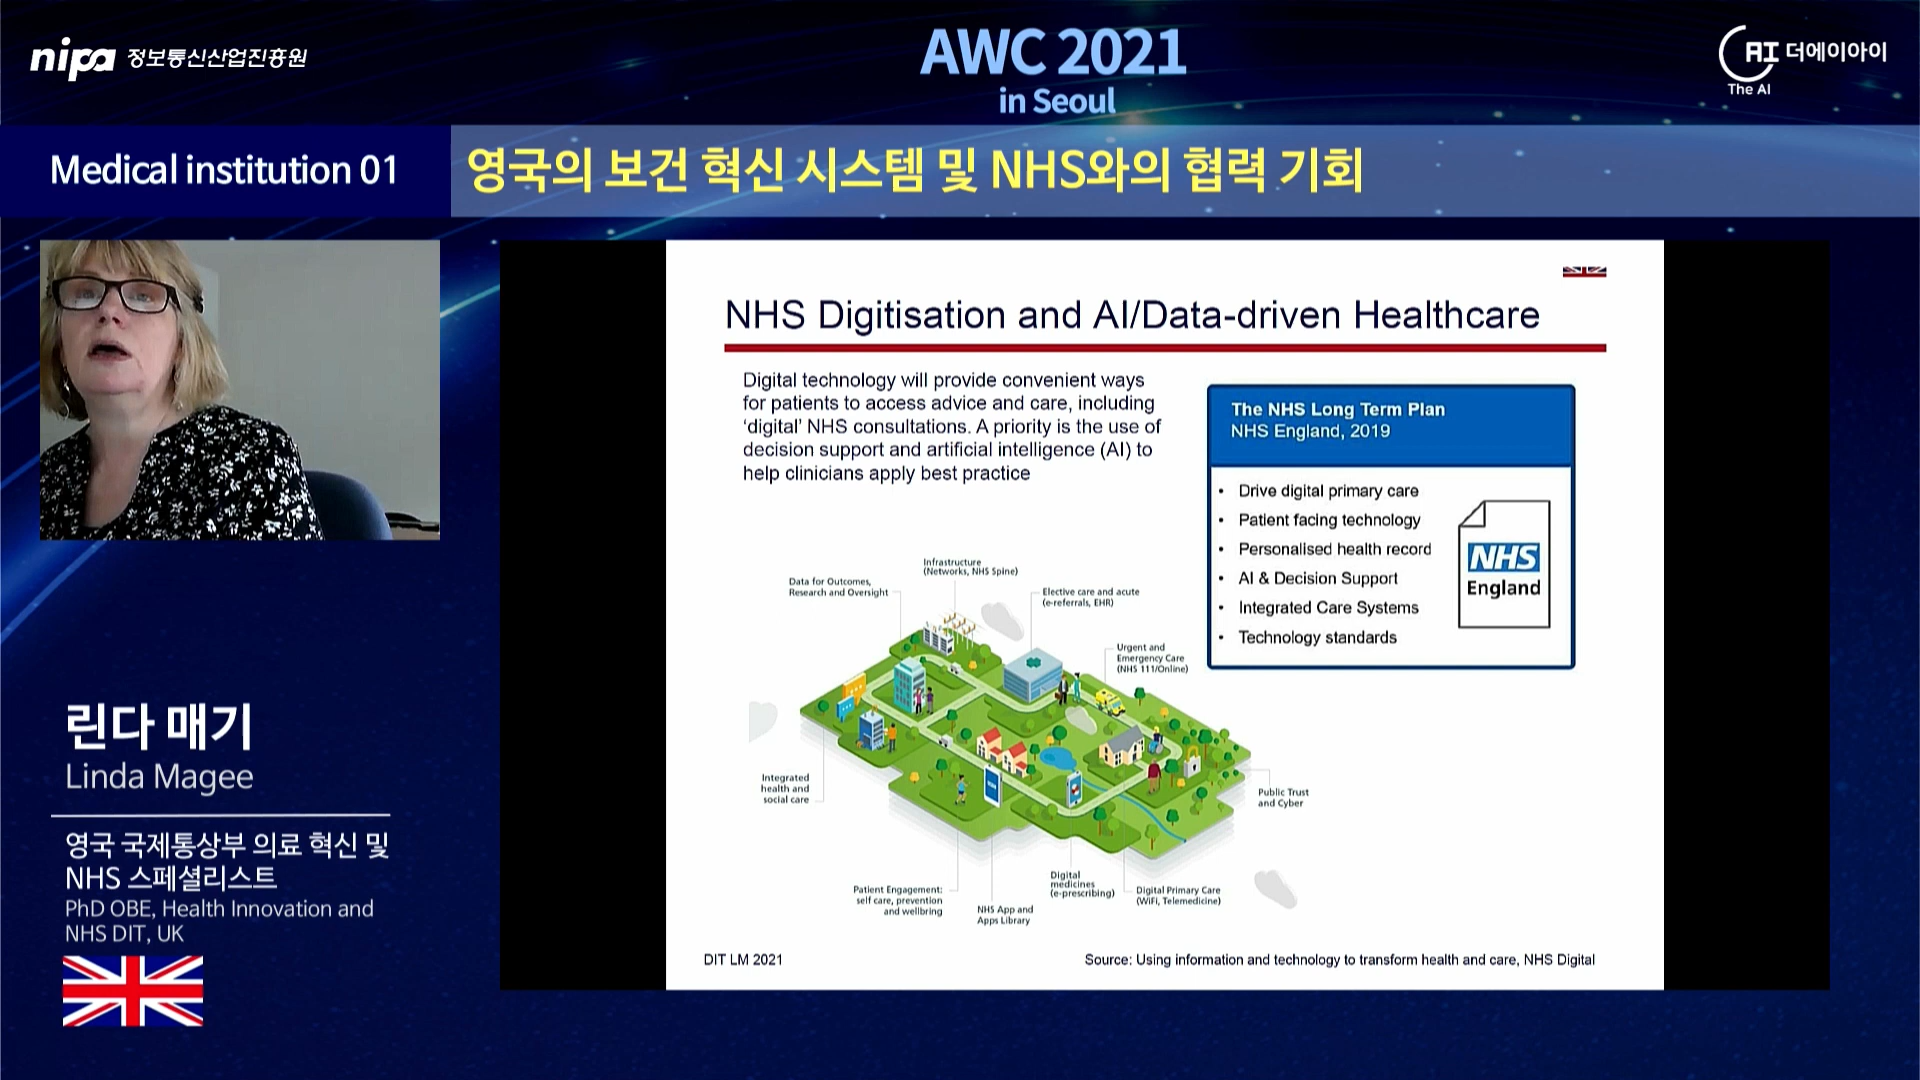 nipa 정보통신산업진흥원
AWC 2021
in Seoul
AI 더에이아이
The AI
Medical institution 01
영국의 보건 혁신 시스템 및 NHS와의 협력 기회
린다 매기
Linda Magee
영국 국제통상부 의료 혁신 및
NHS 스페셜리스트
PhD OBE, Health Innovation and
NHS DIT, UK
NHS Digitisation and AI/Data-driven Healthcare
Digital technology will provide convenient ways
for patients to access advice and care, including
‘digital’ NHS consultations. A priority is the use of
decision support and artificial intelligence (AI) to
help clinicians apply best practice
The NHS Long Term Plan
NHS England, 2019
• Drive digital primary care
• Patient facing technology
• Personalised health record
• AI & Decision Support
• Integrated Care Systems
• Technology standards
NHS
England
Infrastructure
(Networks, NHS Spine)
Data for Outcomes,
Research and Oversight
Elective care and acute
(e-referrals, EHR)
Urgent and
Emergency Care
(NHS 111/Online)
Integrated
health and
social care
Public Trust
and Cyber
Patient Engagement:
self care, prevention
and wellbring
NHS App and
Apps Library
Digital
medicines
(e-prescribing)
Digital Primary Care
(WiFi, Telemedicine)
DIT LM 2021
Source: Using information and technology to transform health and care, NHS Digital